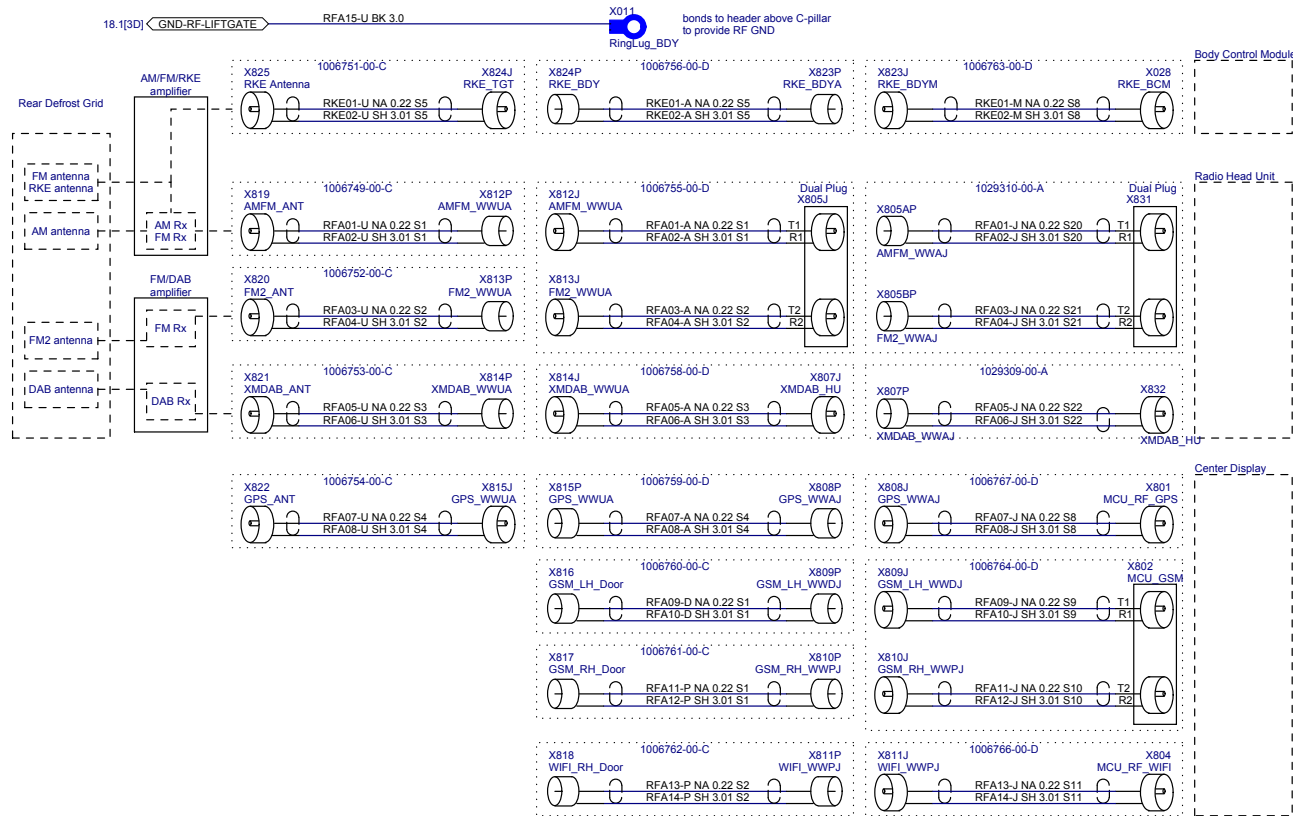 18.1[3D]
GND-RF-LIFTGATE
RFA15-U BK 3.0
X011
RingLug_BDY
bonds to header above C-pillar
to provide RF GND
Rear Defrost Grid
FM antenna
RKE antenna
AM antenna
FM2 antenna
DAB antenna
AM/FM/RKE
amplifier
AM Rx
FM Rx
FM/DAB
amplifier
FM Rx
DAB Rx
1006751-00-C
X825
RKE Antenna
X824J
RKE_TGT
RKE01-U NA 0.22 S5
RKE02-U SH 3.01 S5
1006756-00-D
X824P
RKE_BDY
X823P
RKE_BDYA
RKE01-A NA 0.22 S5
RKE02-A SH 3.01 S5
1006763-00-D
X823J
RKE_BDYM
X028
RKE_BCM
RKE01-M NA 0.22 S8
RKE02-M SH 3.01 S8
Body Control Module
1006749-00-C
X819
AMFM_ANT
X812P
AMFM_WWUA
RFA01-U NA 0.22 S1
RFA02-U SH 3.01 S1
1006755-00-D
X812J
AMFM_WWUA
Dual Plug
X805J
RFA01-A NA 0.22 S1
T1
RFA02-A SH 3.01 S1
R1
1029310-00-A
X805AP
AMFM_WWAJ
Dual Plug
X831
RFA01-J NA 0.22 S20
T1
RFA02-J SH 3.01 S20
R1
Radio Head Unit
1006752-00-C
X820
FM2_ANT
X813P
FM2_WWUA
RFA03-U NA 0.22 S2
RFA04-U SH 3.01 S2
X813J
FM2_WWUA
RFA03-A NA 0.22 S2
T2
RFA04-A SH 3.01 S2
R2
X805BP
FM2_WWAJ
RFA03-J NA 0.22 S21
T2
RFA04-J SH 3.01 S21
R2
1006753-00-C
X821
XMDAB_ANT
X814P
XMDAB_WWUA
RFA05-U NA 0.22 S3
RFA06-U SH 3.01 S3
1006758-00-D
X814J
XMDAB_WWUA
X807J
XMDAB_HU
RFA05-A NA 0.22 S3
RFA06-A SH 3.01 S3
1029309-00-A
X807P
XMDAB_WWAJ
X832
XMDAB_HU
RFA05-J NA 0.22 S22
RFA06-J SH 3.01 S22
1006754-00-C
X822
GPS_ANT
X815J
GPS_WWUA
RFA07-U NA 0.22 S4
RFA08-U SH 3.01 S4
1006759-00-D
X815P
GPS_WWUA
X808P
GPS_WWAJ
RFA07-A NA 0.22 S4
RFA08-A SH 3.01 S4
1006767-00-D
X808J
GPS_WWAJ
X801
MCU_RF_GPS
RFA07-J NA 0.22 S8
RFA08-J SH 3.01 S8
Center Display
1006760-00-C
X816
GSM_LH_Door
X809P
GSM_LH_WWDJ
RFA09-D NA 0.22 S1
RFA10-D SH 3.01 S1
1006764-00-D
X809J
GSM_LH_WWDJ
X802
MCU_GSM
RFA09-J NA 0.22 S9
T1
RFA10-J SH 3.01 S9
R1
1006761-00-C
X817
GSM_RH_Door
X810P
GSM_RH_WWPJ
RFA11-P NA 0.22 S1
RFA12-P SH 3.01 S1
X810J
GSM_RH_WWPJ
RFA11-J NA 0.22 S10
T2
RFA12-J SH 3.01 S10
R2
1006762-00-C
X818
WIFI_RH_Door
X811P
WIFI_WWPJ
RFA13-P NA 0.22 S2
RFA14-P SH 3.01 S2
1006766-00-D
X811J
WIFI_WWPJ
X804
MCU_RF_WIFI
RFA13-J NA 0.22 S11
RFA14-J SH 3.01 S11